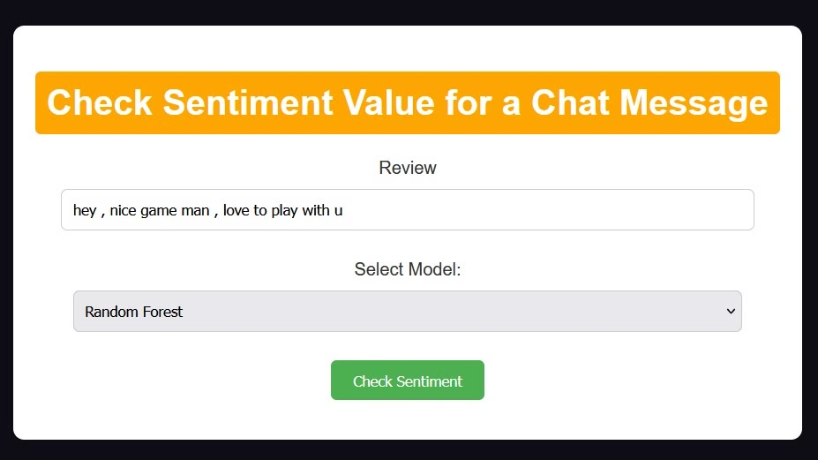 Check Sentiment Value for a Chat Message
Review
hey , nice game man , love to play with u
Select Model:
Random Forest
Check Sentiment